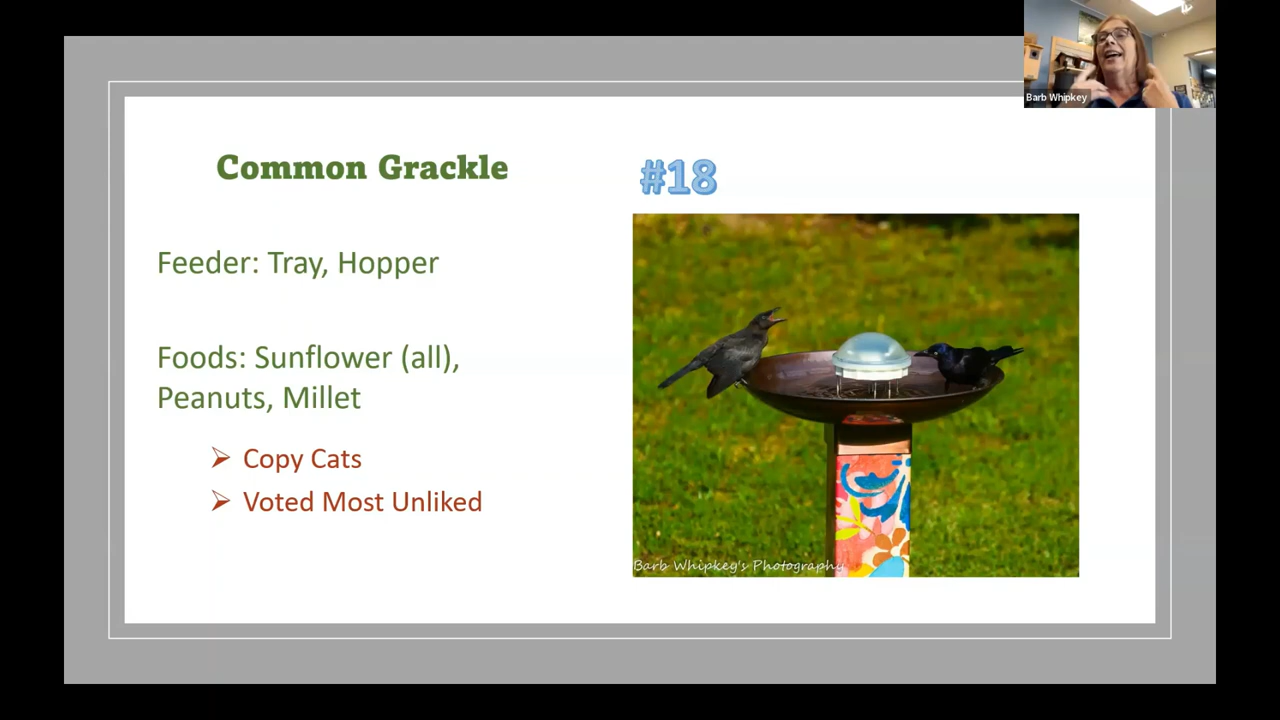 Barb Whipkey
Common Grackle
#18
Feeder: Tray, Hopper
Foods: Sunflower (all),
Peanuts, Millet
Copy Cats
Voted Most Unliked
Barb Whipkey's Photography